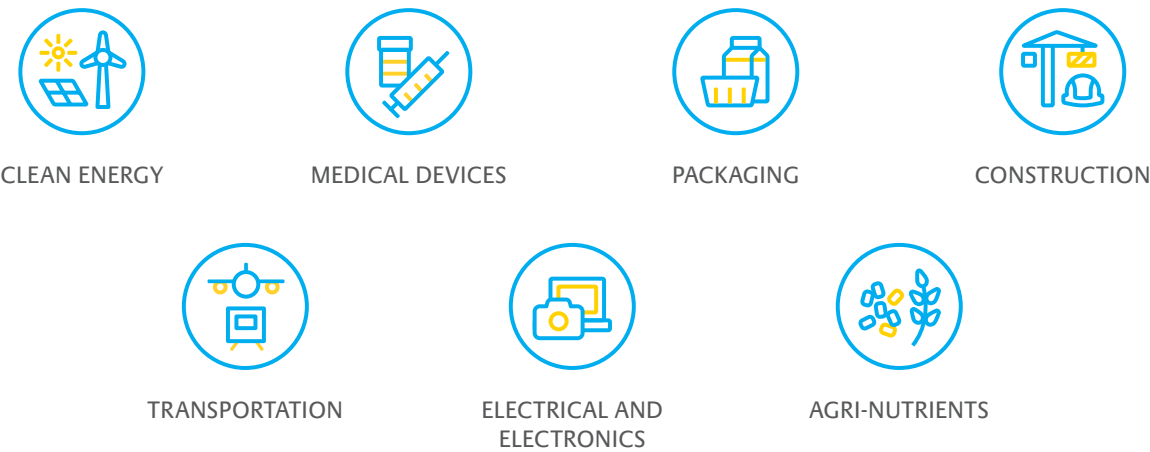 CLEAN ENERGY
MEDICAL DEVICES
PACKAGING
CONSTRUCTION
TRANSPORTATION
ELECTRICAL AND
ELECTRONICS
AGRI-NUTRIENTS